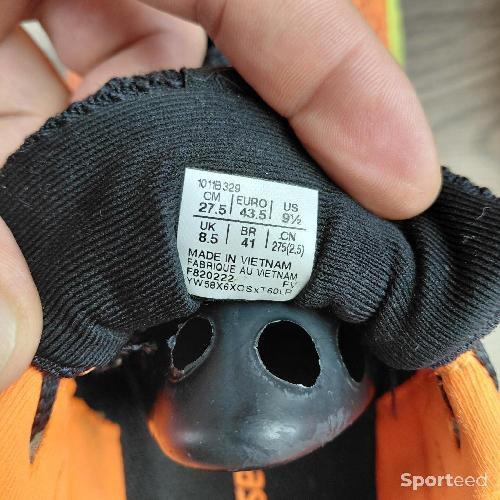 1011B329
CM EURO US
27.5 43.5 9½
UK BR CN
8.5 41 275(2.5)
MADE IN VIETNAM
FABRIQUE AU VIETNAM
F820222 FV
Sporteed